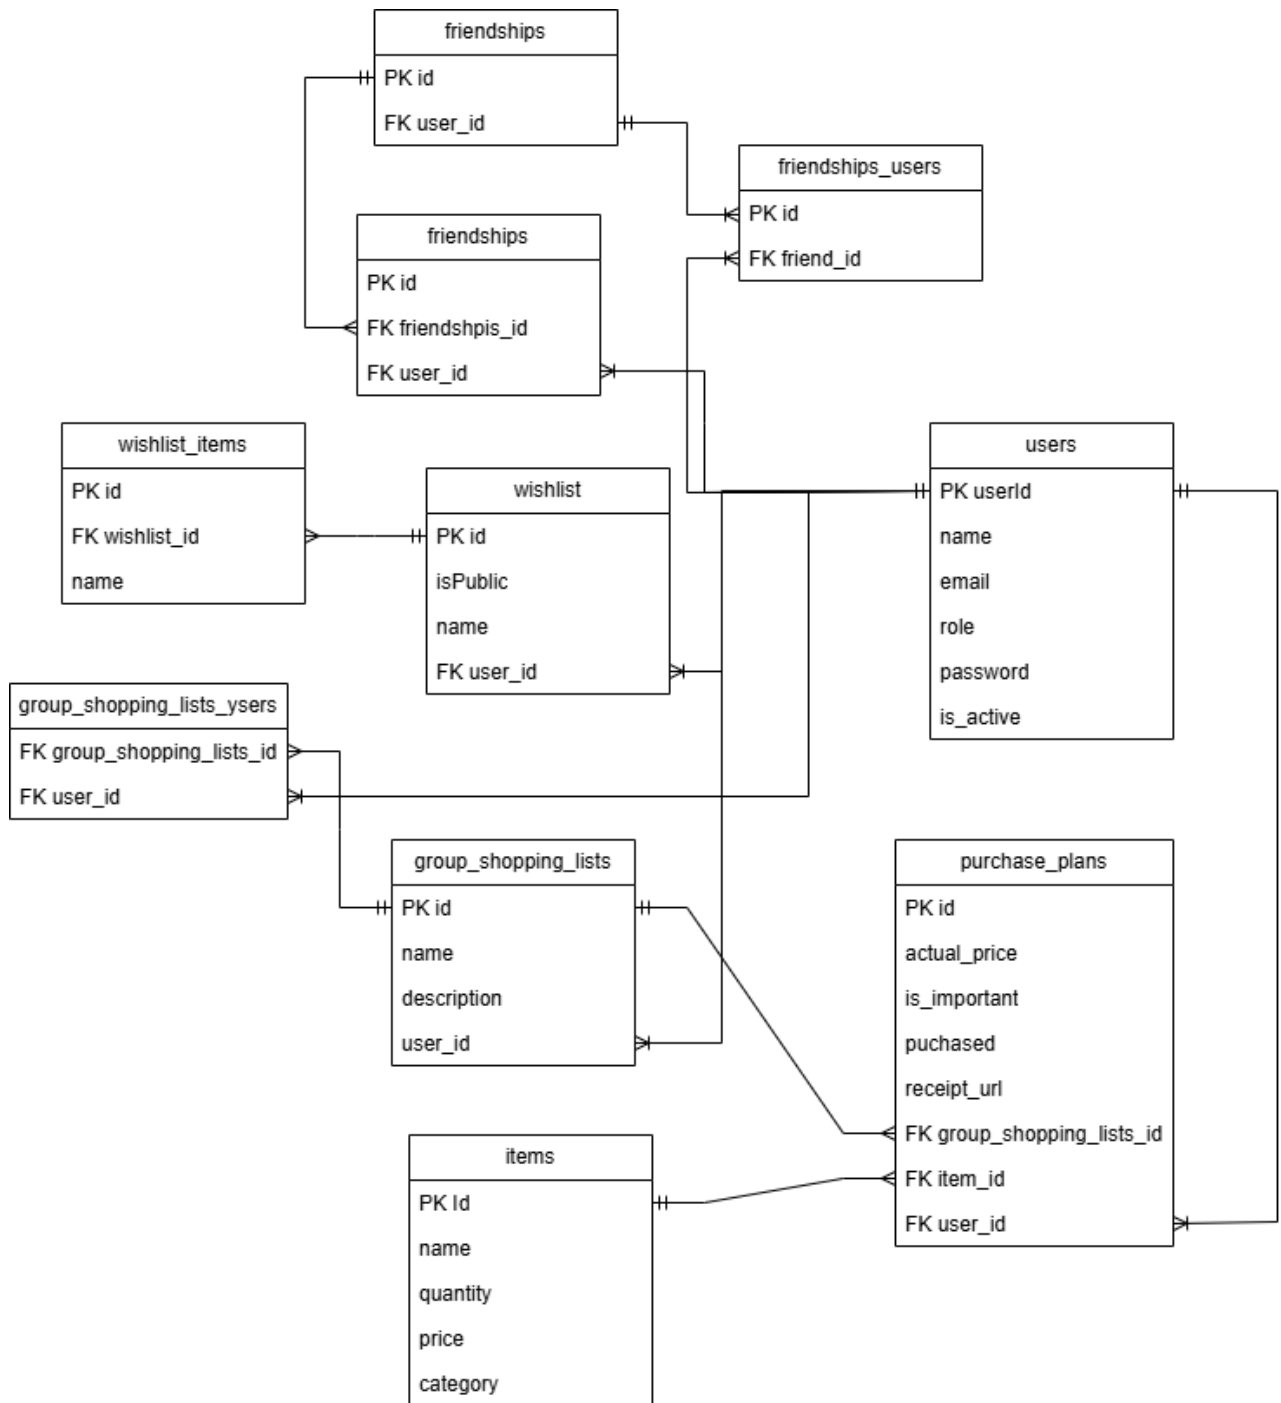 friendships
PK id
FK user_id
friendships_users
PK id
FK friend_id
friendships
PK id
FK friendshpis_id
FK user_id
wishlist_items
PK id
FK wishlist_id
name
wishlist
PK id
isPublic
name
FK user_id
users
PK userId
name
email
role
password
is_active
group_shopping_lists_ysers
FK group_shopping_lists_id
FK user_id
group_shopping_lists
PK id
name
description
user_id
purchase_plans
PK id
actual_price
is_important
puchased
receipt_url
FK group_shopping_lists_id
FK item_id
FK user_id
items
PK Id
name
quantity
price
category